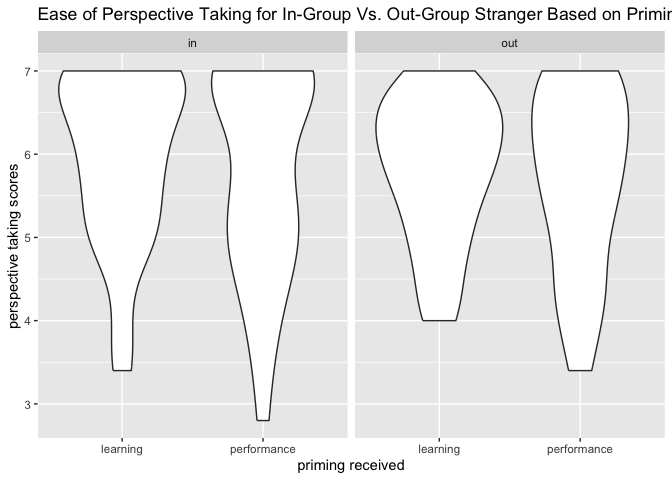 Ease of Perspective Taking for In-Group Vs. Out-Group Stranger Based on Primin
in
out
perspective taking scores
7
6
5
4
3
learning
performance
learning
performance
priming received